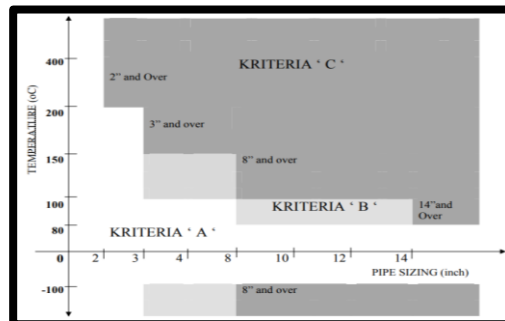 TEMPERATURE (oC)
400
KRITERIA ‘ C ‘
2” and Over
200
3” and over
150
8” and over
100
KRITERIA ‘ B ‘
14”and
Over
80
KRITERIA ‘ A ‘
0
2
3
4
8
10
12
14
PIPE SIZING (inch)
-100
8” and over